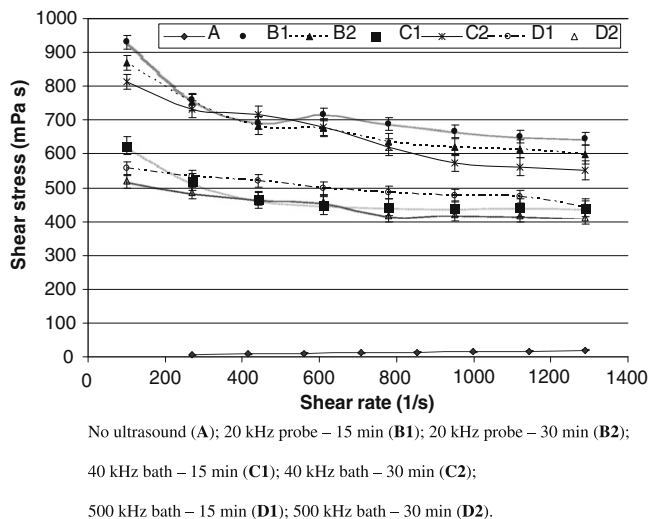 1000
900
800
700
600
500
400
300
200
100
0
Shear stress (mPa s)
A B1 B2 C1 C2 D1 D2
0 200 400 600 800 1000 1200 1400
Shear rate (1/s)
No ultrasound (A); 20 kHz probe – 15 min (B1); 20 kHz probe – 30 min (B2);
40 kHz bath – 15 min (C1); 40 kHz bath – 30 min (C2);
500 kHz bath – 15 min (D1); 500 kHz bath – 30 min (D2).